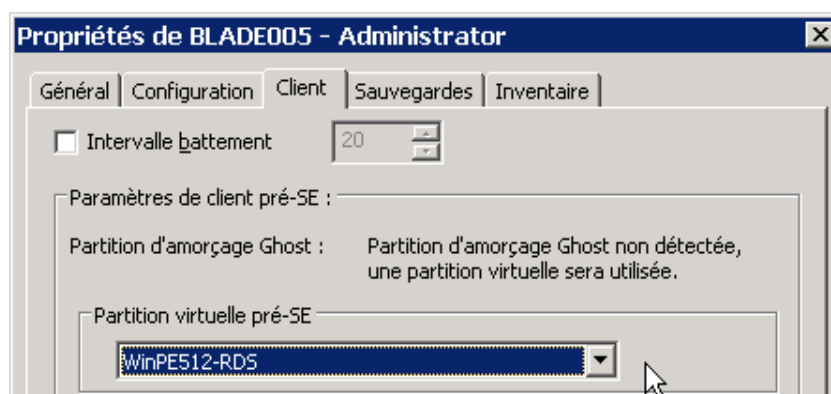 Propriétés de BLADE005 - Administrator
Général Configuration Client Sauvegardes Inventaire
Intervalle battement 20
Paramètres de client pré-SE :
Partition d'amorçage Ghost : Partition d'amorçage Ghost non détectée,
une partition virtuelle sera utilisée.
Partition virtuelle pré-SE
WinPE512-RDS